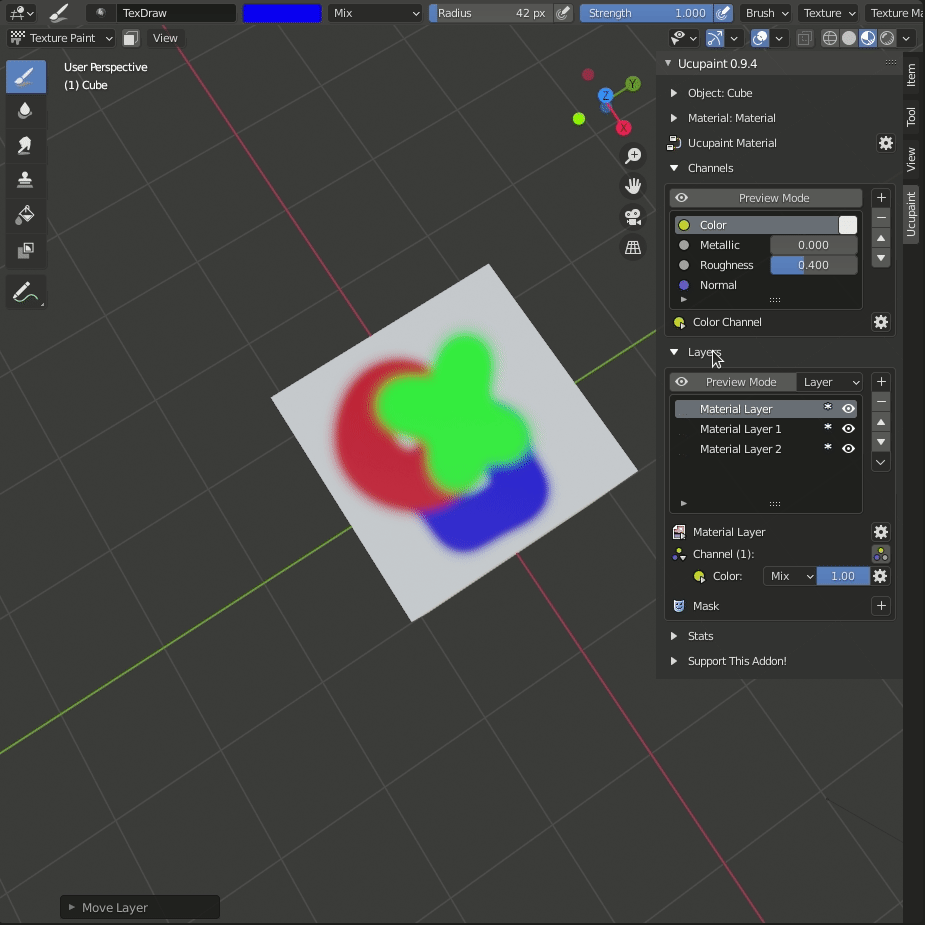 TexDraw Mix Radius 42 px Strength 1.000 Brush Texture Texture Ma
Texture Paint View
User Perspective
(1) Cube
Z Y X
Ucupaint 0.9.4
Object: Cube
Material: Material
Ucupaint Material
Channels
Preview Mode
Color
Metallic 0.000
Roughness 0.400
Normal
Color Channel
Layers
Preview Mode Layer
Material Layer *
Material Layer 1 *
Material Layer 2 *
Material Layer
Channel (1):
Color: Mix 1.00
Mask
Stats
Support This Addon!
Item
Tool
View
Ucupaint
Move Layer